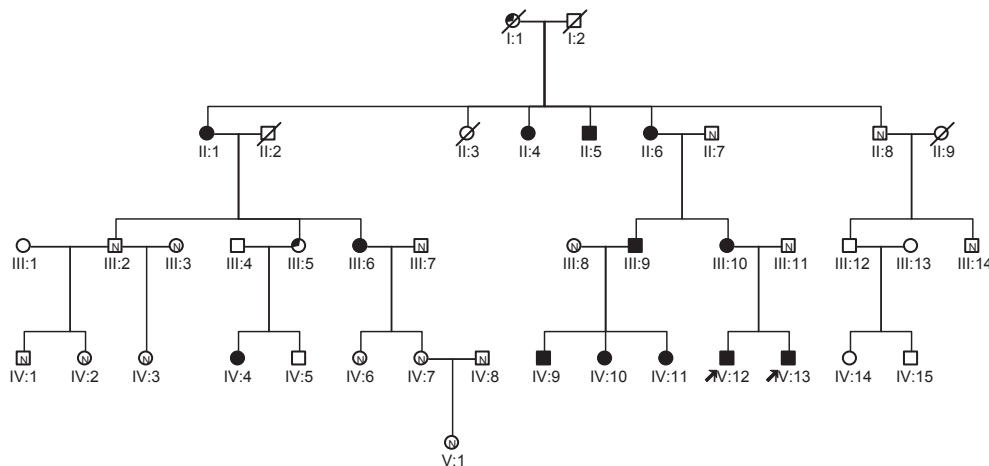 I:1 I:2
II:1 II:2 II:3 II:4 II:5 II:6 N II:7 N II:8 II:9
III:1 N III:2 N III:3 III:4 III:5 III:6 N III:7 N III:8 III:9 III:10 N III:11 III:12 III:13 N III:14
N IV:1 N IV:2 N IV:3 IV:4 IV:5 N IV:6 N IV:7 N IV:8 IV:9 IV:10 IV:11 IV:12 IV:13 IV:14 IV:15
N V:1